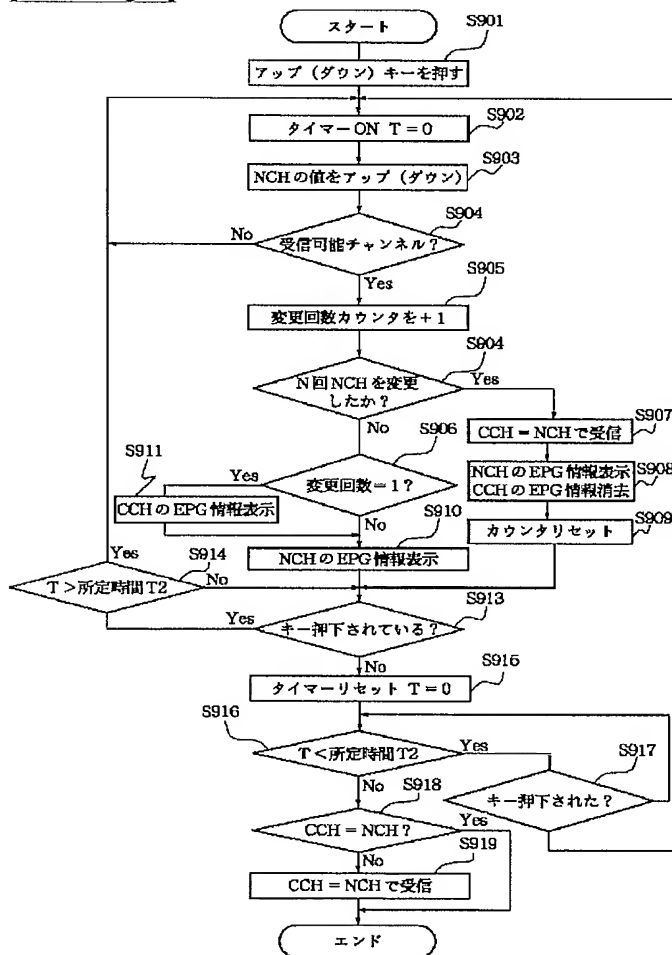 スタート
S901
アップ（ダウン）キーを押す
タイマーON T＝0
S902
S903
NCHの値をアップ（ダウン）
S904
No
受信可能チャンネル？
Yes
S905
変更回数カウンタを＋1
S904
N回NCHを変更
したか？
Yes
No
S907
CCH＝NCHで受信
S906
S911
Yes
変更回数＝1？
NCHのEPG情報表示
CCHのEPG情報消去
S908
CCHのEPG情報表示
No
S910
カウンタリセット
S909
NCHのEPG情報表示
Yes
S914
T＞所定時間T2
No
Yes
キー押下されている？
S913
No
S915
タイマーリセット T＝0
S916
T＜所定時間T2
Yes
S917
No
キー押下された？
S918
CCH＝NCH？
Yes
No
S919
CCH＝NCHで受信
エンド